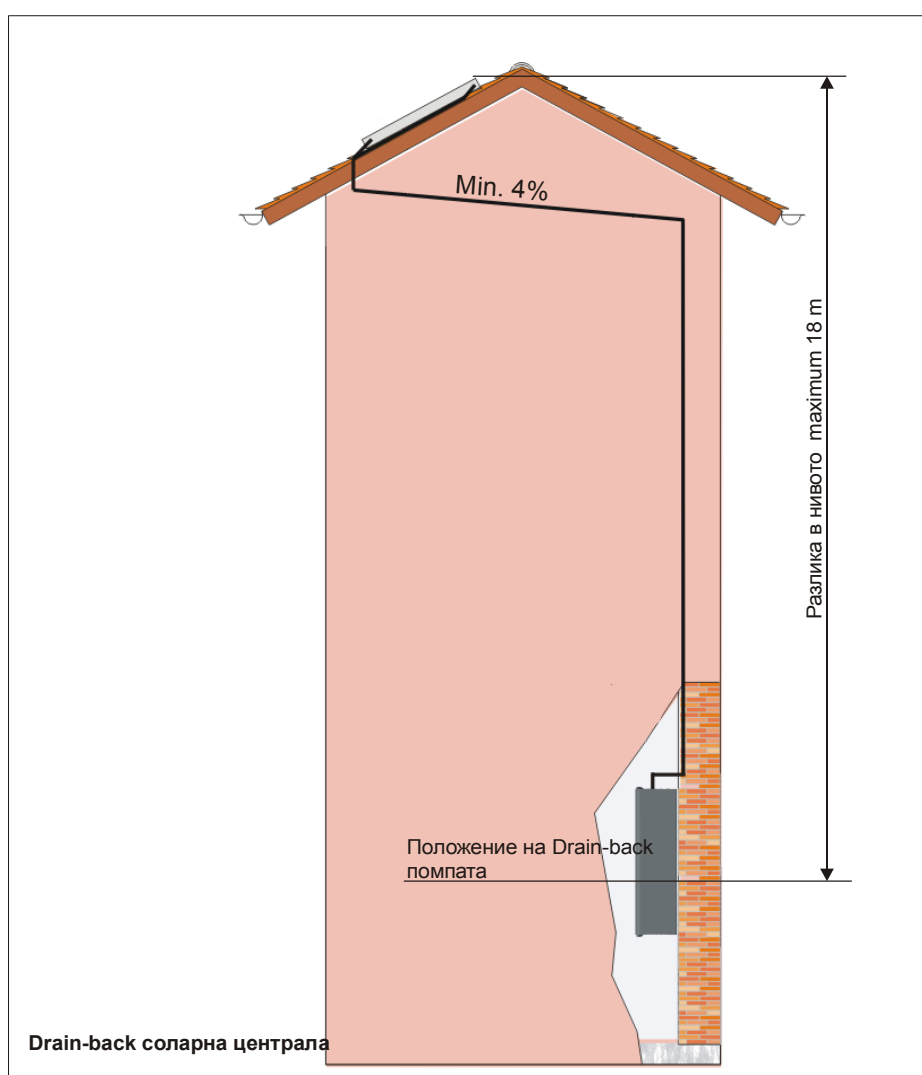 Min. 4%
Разлика в нивото maximum 18 m
Положение на Drain-back
помпата
Drain-back соларна централа